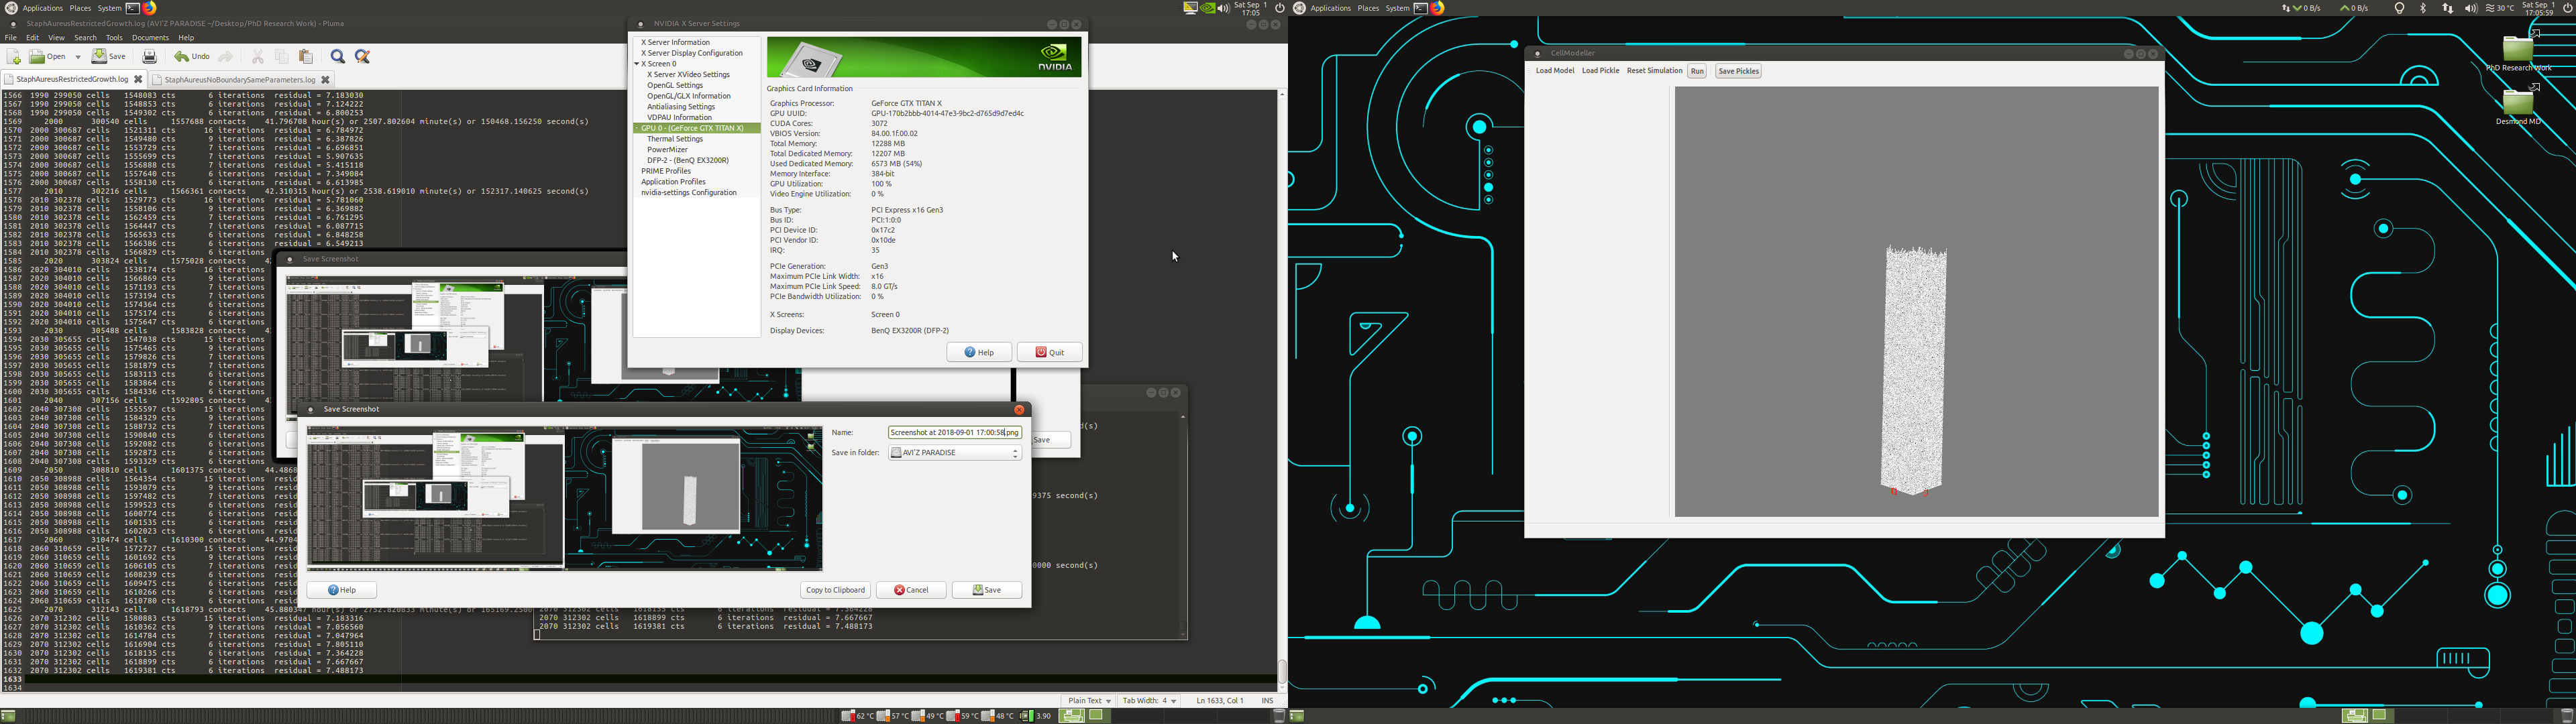 Applications Places System
Sat Sep 1
17:05
StaphAureusRestrictedGrowth.log (AVI'Z PARADISE ~/Desktop/PhD Research Work) - Pluma
File Edit View Search Tools Documents Help
Open Save Undo
StaphAureusRestrictedGrowth.log
StaphAureusNoBoundarySameParameters.log
1566 1990 299050 cells 1548083 cts 6 iterations residual = 7.183030
1567 1990 299050 cells 1548853 cts 6 iterations residual = 7.124222
1568 1990 299050 cells 1549302 cts 6 iterations residual = 6.800253
1569 2000 300540 cells 1557688 contacts 41.796708 hour(s) or 2507.802604 minute(s) or 150468.156250 second(s)
1570 2000 300687 cells 1521311 cts 16 iterations residual = 6.784972
1571 2000 300687 cells 1549480 cts 9 iterations residual = 6.387826
1572 2000 300687 cells 1553729 cts 7 iterations residual = 6.696851
1573 2000 300687 cells 1555699 cts 7 iterations residual = 5.907635
1574 2000 300687 cells 1556888 cts 7 iterations residual = 5.415118
1575 2000 300687 cells 1557640 cts 6 iterations residual = 7.349084
1576 2000 300687 cells 1558130 cts 6 iterations residual = 6.613985
1577 2010 302216 cells 1566361 contacts 42.310315 hour(s) or 2538.619010 minute(s) or 152317.140625 second(s)
1578 2010 302378 cells 1529773 cts 16 iterations residual = 5.781060
1579 2010 302378 cells 1558106 cts 9 iterations residual = 6.369882
1580 2010 302378 cells 1562459 cts 7 iterations residual = 6.761295
1581 2010 302378 cells 1564447 cts 7 iterations residual = 6.087715
1582 2010 302378 cells 1565633 cts 6 iterations residual = 6.848258
1583 2010 302378 cells 1566386 cts 6 iterations residual = 6.549213
1584 2010 302378 cells 1566829 cts 6 i
1585 2020 303824 cells 1575028 contacts 4
1586 2020 304010 cells 1538174 cts 16 i
1587 2020 304010 cells 1566869 cts 9 i
1588 2020 304010 cells 1571193 cts 7 i
1589 2020 304010 cells 1573194 cts 7 i
1590 2020 304010 cells 1574364 cts 6 i
1591 2020 304010 cells 1575174 cts 6 i
1592 2020 304010 cells 1575647 cts 6 i
1593 2030 305488 cells 1583828 contacts 4
1594 2030 305655 cells 1547038 cts 15 i
1595 2030 305655 cells 1575465 cts 9 i
1596 2030 305655 cells 1579826 cts 7 i
1597 2030 305655 cells 1581879 cts 7 i
1598 2030 305655 cells 1583113 cts 6 i
1599 2030 305655 cells 1583864 cts 6 i
1600 2030 305655 cells 1584336 cts 6 i
1601 2040 307156 cells 1592805 contacts 4
1602 2040 307308 cells 1555597 cts 15 iterations resid
1603 2040 307308 cells 1584329 cts 9 iterations resid
1604 2040 307308 cells 1588732 cts 7 iterations resid
1605 2040 307308 cells 1590840 cts 6 iterations resid
1606 2040 307308 cells 1592082 cts 6 iterations resid
1607 2040 307308 cells 1592873 cts 6 iterations resid
1608 2040 307308 cells 1593329 cts 6 iterations resid
1609 2050 308810 cells 1601375 contacts 44.4868
1610 2050 308988 cells 1564354 cts 15 iterations resid
1611 2050 308988 cells 1593079 cts 9 iterations resid
1612 2050 308988 cells 1597482 cts 7 iterations resid
1613 2050 308988 cells 1599523 cts 6 iterations resid
1614 2050 308988 cells 1600774 cts 6 iterations resid
1615 2050 308988 cells 1601535 cts 6 iterations resid
1616 2050 308988 cells 1602023 cts 6 iterations resid
1617 2060 310474 cells 1610300 contacts 44.9704
1618 2060 310659 cells 1572727 cts 15 iterations resid
1619 2060 310659 cells 1601692 cts 9 iterations resid
1620 2060 310659 cells 1606105 cts 7 iterations resid
1621 2060 310659 cells 1608239 cts 6 iterations resid
1622 2060 310659 cells 1609475 cts 6 iterations resid
1623 2060 310659 cells 1610266 cts 6 iterations resid
1624 2060 310659 cells 1610780 cts 6 iterations resid
1625 2070 312143 cells 1618793 contacts 45.880347 hour(s) or 2752.820833 minute(s) or 165169.2500
1626 2070 312302 cells 1580883 cts 15 iterations residual = 7.183316
1627 2070 312302 cells 1610362 cts 9 iterations residual = 7.056560
1628 2070 312302 cells 1614784 cts 7 iterations residual = 7.047964
1629 2070 312302 cells 1616904 cts 6 iterations residual = 7.805110
1630 2070 312302 cells 1618135 cts 6 iterations residual = 7.364228
1631 2070 312302 cells 1618899 cts 6 iterations residual = 7.667667
1632 2070 312302 cells 1619381 cts 6 iterations residual = 7.488173
1633
1634
Plain Text Tab Width: 4 Ln 1633, Col 1 INS
62 °C 57 °C 49 °C 59 °C 48 °C 3.90
NVIDIA X Server Settings
X Server Information
X Server Display Configuration
X Screen 0
X Server XVideo Settings
OpenGL Settings
OpenGL/GLX Information
Antialiasing Settings
VDPAU Information
GPU 0 - (GeForce GTX TITAN X)
Thermal Settings
PowerMizer
DFP-2 - (BenQ EX3200R)
PRIME Profiles
Application Profiles
nvidia-settings Configuration
NVIDIA
Graphics Card Information
Graphics Processor: GeForce GTX TITAN X
GPU UUID: GPU-170b2bbb-4014-47e3-9bc2-d765d9d7ed4c
CUDA Cores: 3072
VBIOS Version: 84.00.1f.00.02
Total Memory: 12288 MB
Total Dedicated Memory: 12207 MB
Used Dedicated Memory: 6573 MB (54%)
Memory Interface: 384-bit
GPU Utilization: 100 %
Video Engine Utilization: 0 %
Bus Type: PCI Express x16 Gen3
Bus ID: PCI:1:0:0
PCI Device ID: 0x17c2
PCI Vendor ID: 0x10de
IRQ: 35
PCIe Generation: Gen3
Maximum PCIe Link Width: x16
Maximum PCIe Link Speed: 8.0 GT/s
PCIe Bandwidth Utilization: 0 %
X Screens: Screen 0
Display Devices: BenQ EX3200R (DFP-2)
Help Quit
Save Screenshot
Save
Save Screenshot
Name: Screenshot at 2018-09-01 17:00:58.png
Save in folder: AVI'Z PARADISE
Help Copy to Clipboard Cancel Save
d(s)
9375 second(s)
0000 second(s)
2070 312302 cells 1618135 cts 6 iterations residual = 7.364228
2070 312302 cells 1618899 cts 6 iterations residual = 7.667667
2070 312302 cells 1619381 cts 6 iterations residual = 7.488173
Applications Places System
0 B/s 0 B/s 30 °C
Sat Sep 1
17:05:59
PhD Research Work
Desmond MD
CellModeller
Load Model Load Pickle Reset Simulation Run Save Pickles